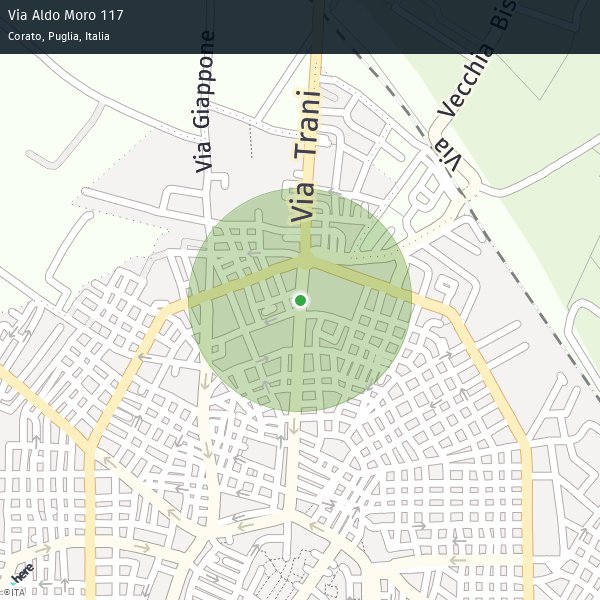 Via Aldo Moro 117
Corato, Puglia, Italia
Via Giappone
Via Trani
Via Vecchia Bis
here
©ITA